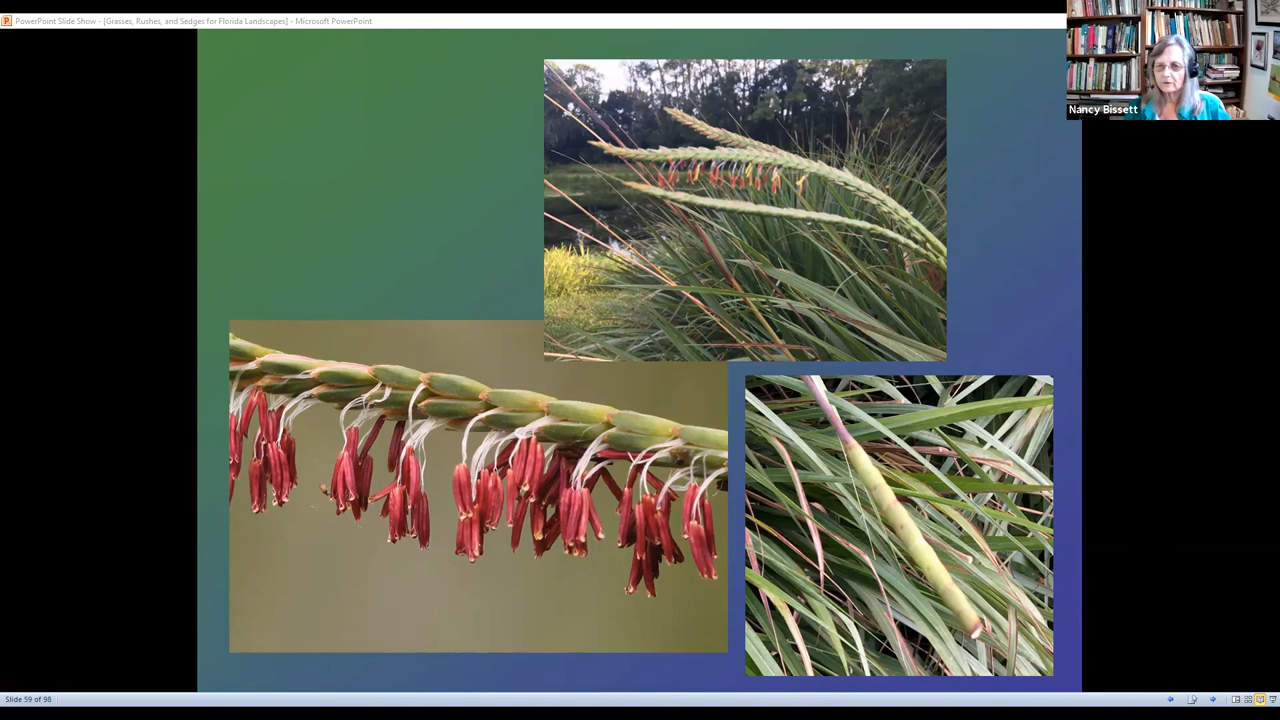 PowerPoint Slide Show - [Grasses, Rushes, and Sedges for Florida Landscapes] - Microsoft PowerPoint
Nancy Bissett
Slide 59 of 98